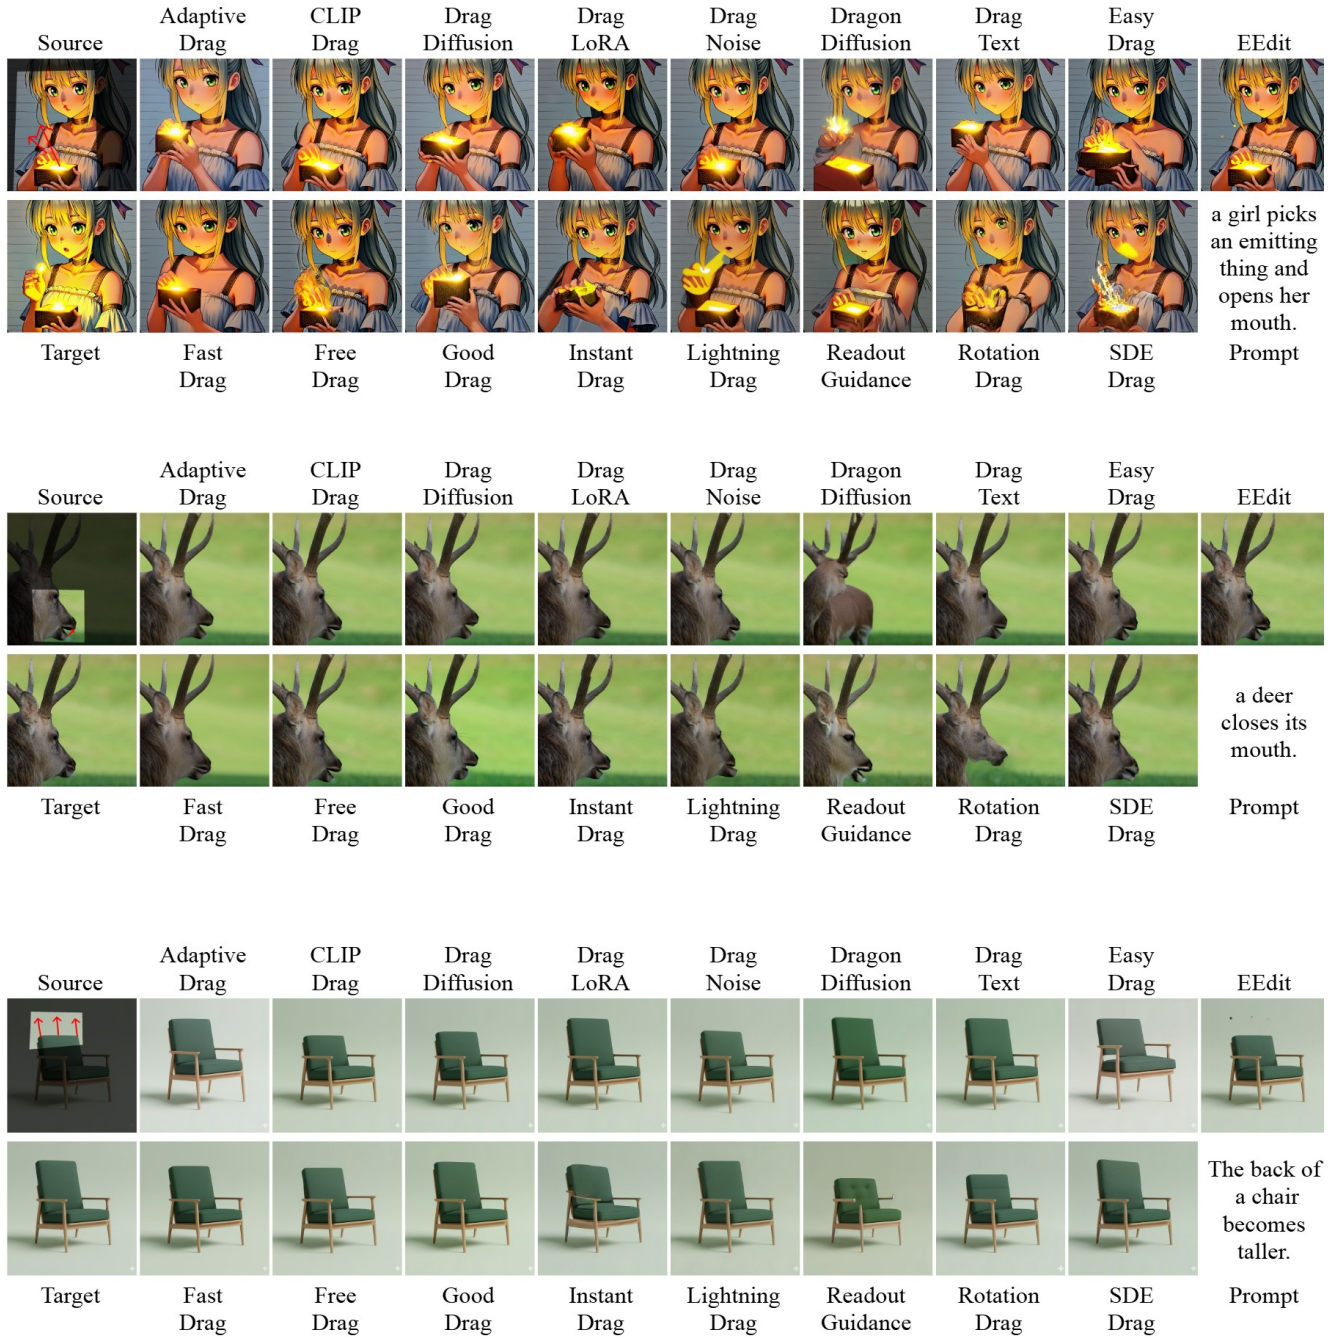 Source
Adaptive
Drag
CLIP
Drag
Drag
Diffusion
Drag
LoRA
Drag
Noise
Dragon
Diffusion
Drag
Text
Easy
Drag
EEdit
a girl picks
an emitting
thing and
opens her
mouth.
Target
Fast
Drag
Free
Drag
Good
Drag
Instant
Drag
Lightning
Drag
Readout
Guidance
Rotation
Drag
SDE
Drag
Prompt
Source
Adaptive
Drag
CLIP
Drag
Drag
Diffusion
Drag
LoRA
Drag
Noise
Dragon
Diffusion
Drag
Text
Easy
Drag
EEdit
a deer
closes its
mouth.
Target
Fast
Drag
Free
Drag
Good
Drag
Instant
Drag
Lightning
Drag
Readout
Guidance
Rotation
Drag
SDE
Drag
Prompt
Source
Adaptive
Drag
CLIP
Drag
Drag
Diffusion
Drag
LoRA
Drag
Noise
Dragon
Diffusion
Drag
Text
Easy
Drag
EEdit
The back of
a chair
becomes
taller.
Target
Fast
Drag
Free
Drag
Good
Drag
Instant
Drag
Lightning
Drag
Readout
Guidance
Rotation
Drag
SDE
Drag
Prompt